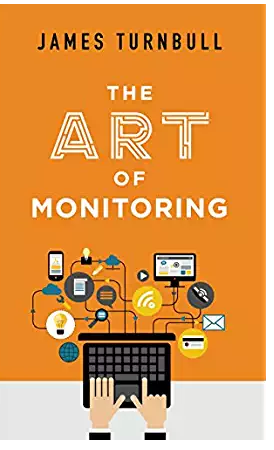 JAMES TURNBULL
THE
ART
OF
MONITORING